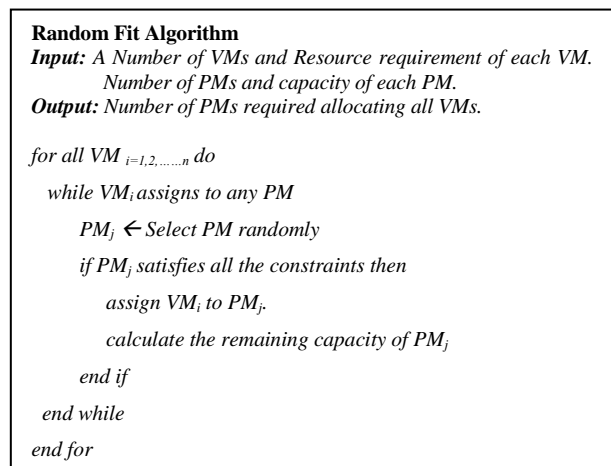 Random Fit Algorithm
Input: A Number of VMs and Resource requirement of each VM.
Number of PMs and capacity of each PM.
Output: Number of PMs required allocating all VMs.
for all VM i=1,2,……n do
while VMi assigns to any PM
PMj ← Select PM randomly
if PMj satisfies all the constraints then
assign VMi to PMj.
calculate the remaining capacity of PMj
end if
end while
end for